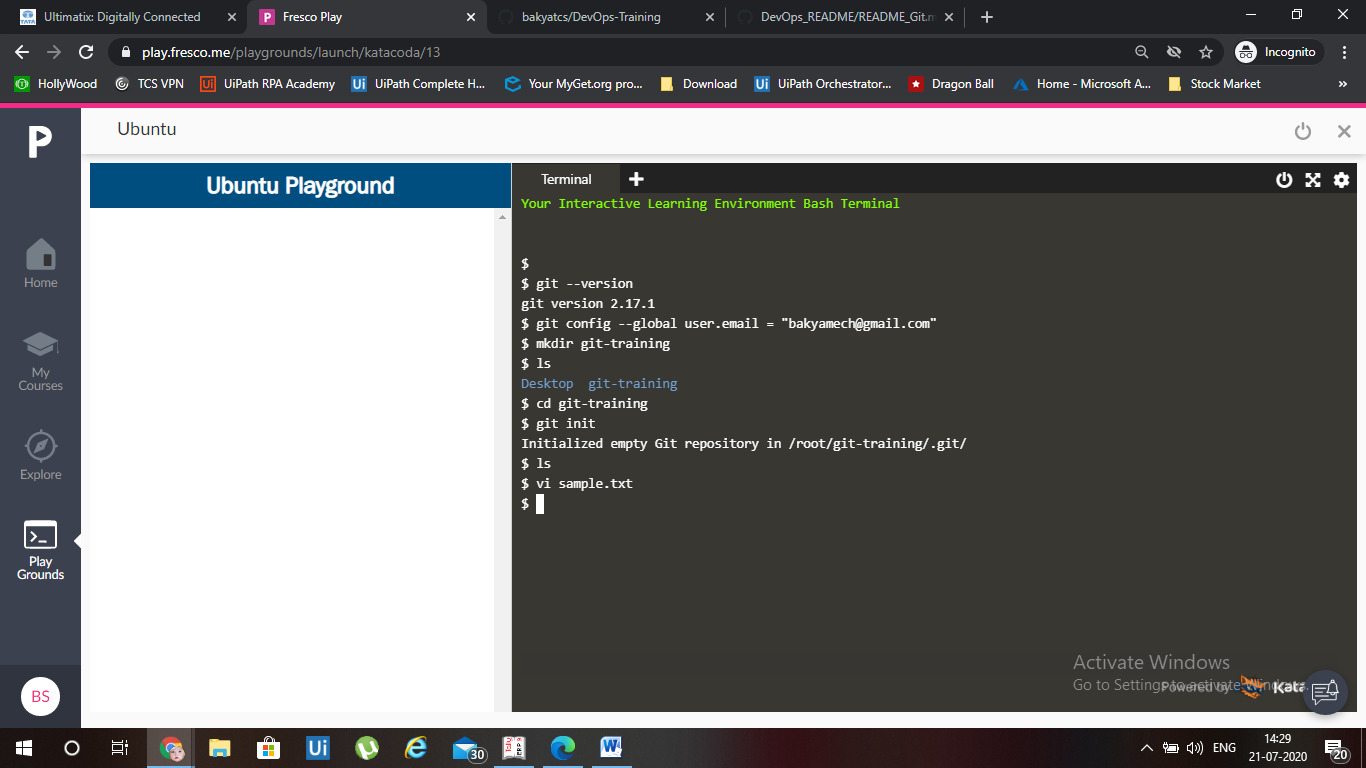 Ultimatix: Digitally Connected
Fresco Play
bakyatcs/DevOps-Training
DevOps_README/README_Git.m
play.fresco.me/playgrounds/launch/katacoda/13
Incognito
HollyWood
TCS VPN
UiPath RPA Academy
UiPath Complete H...
Your MyGet.org pro...
Download
UiPath Orchestrator...
Dragon Ball
Home - Microsoft A...
Stock Market
»
Ubuntu
Home
My
Courses
Explore
Play
Grounds
BS
Ubuntu Playground
Terminal
Your Interactive Learning Environment Bash Terminal
$
$ git --version
git version 2.17.1
$ git config --global user.email = "bakyamech@gmail.com"
$ mkdir git-training
$ ls
Desktop  git-training
$ cd git-training
$ git init
Initialized empty Git repository in /root/git-training/.git/
$ ls
$ vi sample.txt
$
Activate Windows
Go to Settings to activate Windows.
Powered by
Kata
30
ENG
14:29
21-07-2020
20